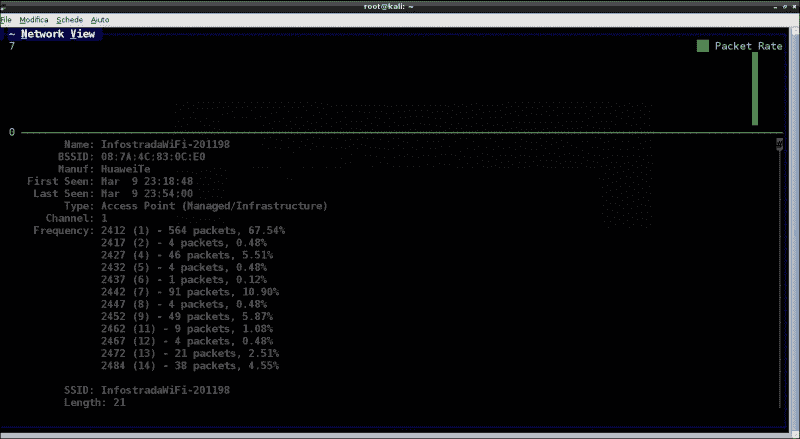 root@kali: ~
File Modifica Schede Aiuto
~ Network View
7
Packet Rate
0
Name: InfostradaWiFi-201198
BSSID: 08:7A:4C:83:0C:E0
Manuf: HuaweiTe
First Seen: Mar 9 23:18:48
Last Seen: Mar 9 23:54:00
Type: Access Point (Managed/Infrastructure)
Channel: 1
Frequency: 2412 (1) - 564 packets, 67.54%
2417 (2) - 4 packets, 0.48%
2427 (4) - 46 packets, 5.51%
2432 (5) - 4 packets, 0.48%
2437 (6) - 1 packets, 0.12%
2442 (7) - 91 packets, 10.90%
2447 (8) - 4 packets, 0.48%
2452 (9) - 49 packets, 5.87%
2462 (11) - 9 packets, 1.08%
2467 (12) - 4 packets, 0.48%
2472 (13) - 21 packets, 2.51%
2484 (14) - 38 packets, 4.55%
SSID: InfostradaWiFi-201198
Length: 21